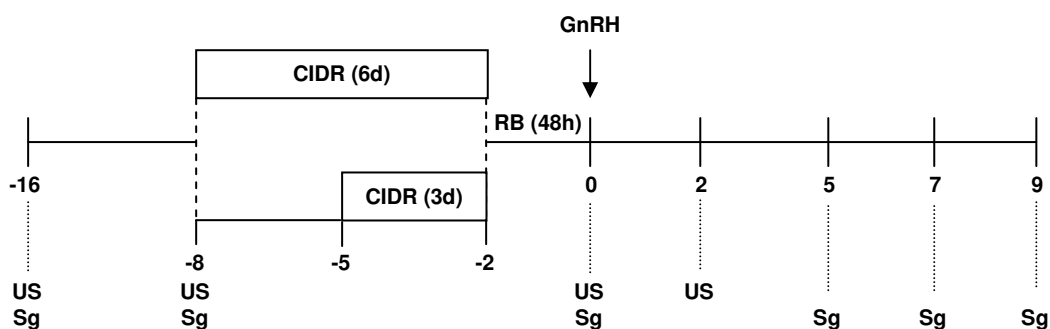 GnRH
CIDR (6d)
RB (48h)
-16 0 2 5 7 9
CIDR (3d)
-8 -5 -2
US US US US
Sg Sg Sg Sg Sg Sg